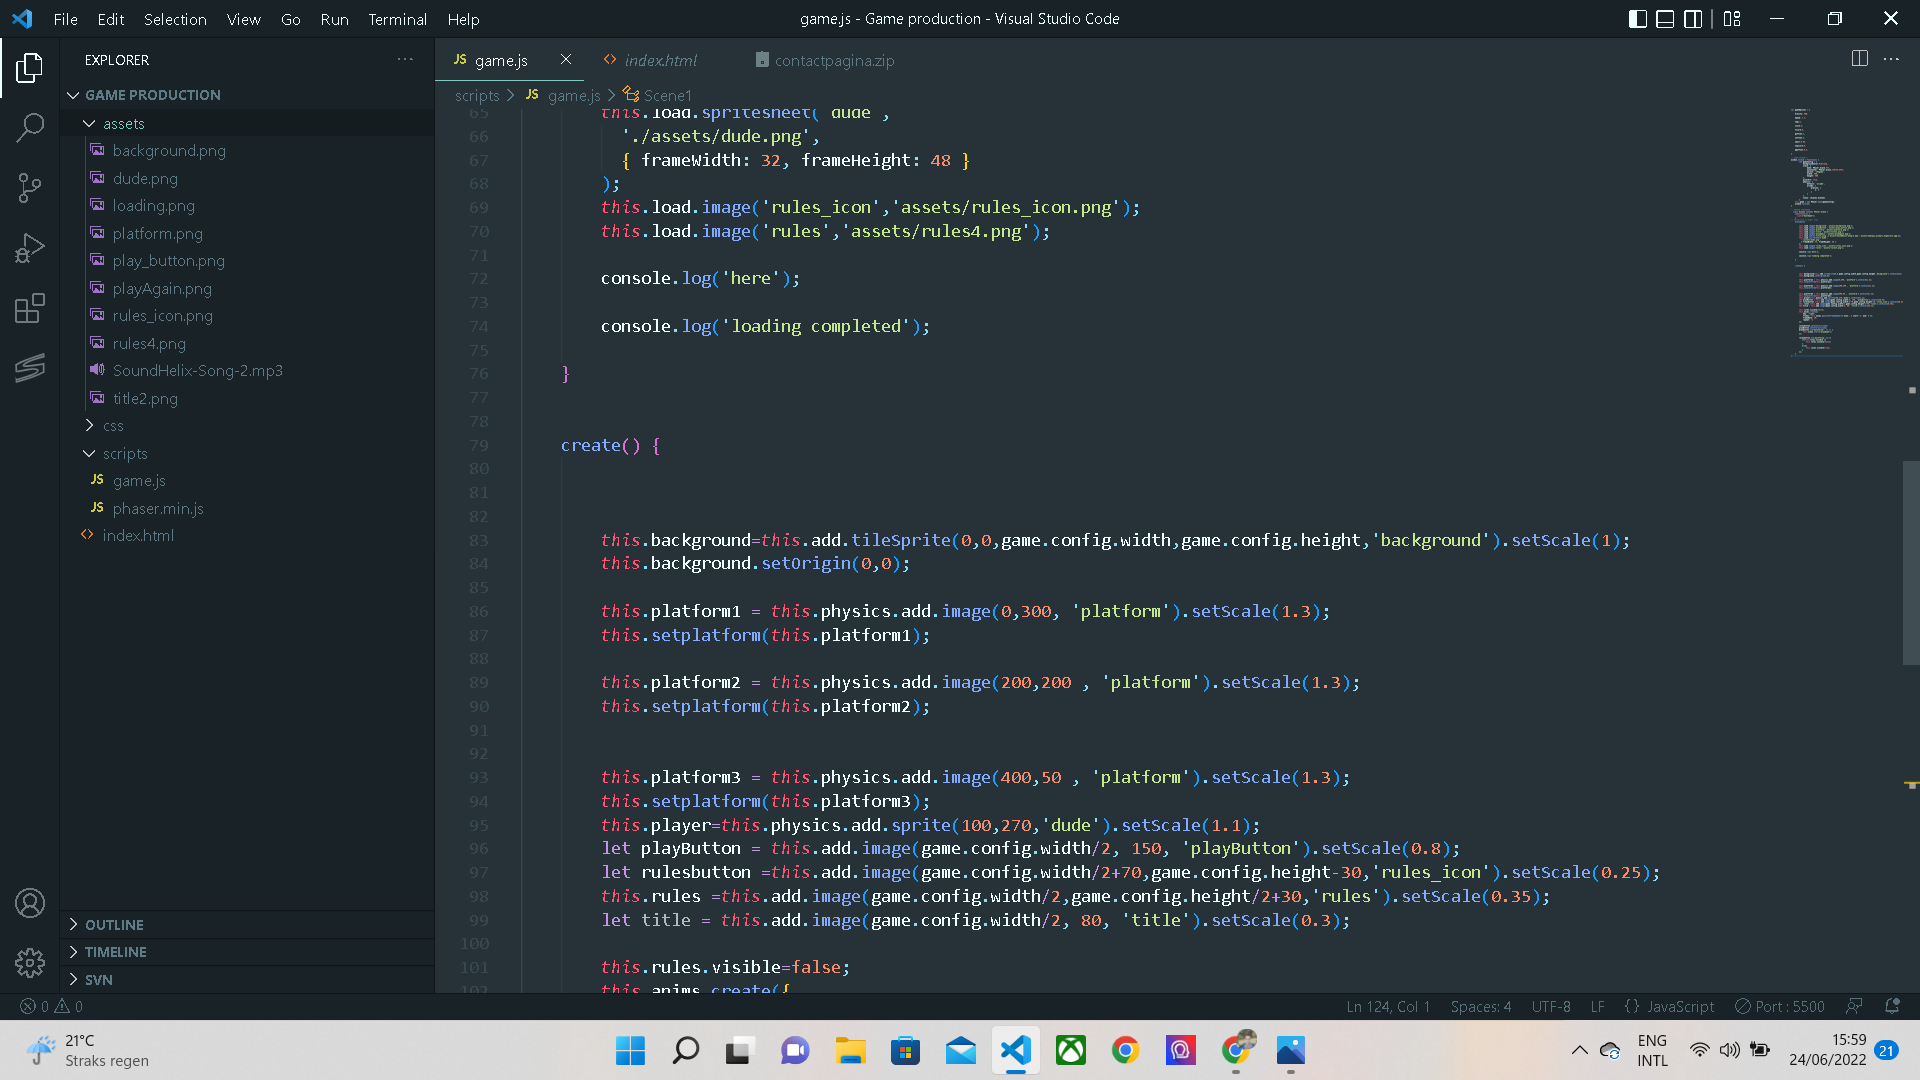 File Edit Selection View Go Run Terminal Help
game.js - Game production - Visual Studio Code
EXPLORER
GAME PRODUCTION
assets
background.png
dude.png
loading.png
platform.png
play_button.png
playAgain.png
rules_icon.png
rules4.png
SoundHelix-Song-2.mp3
title2.png
css
scripts
JS game.js
JS phaser.min.js
index.html
OUTLINE
TIMELINE
SVN
JS game.js
index.html
contactpagina.zip
scripts > JS game.js > Scene1
65 this.load.spritesheet( dude ,
66 './assets/dude.png',
67 { frameWidth: 32, frameHeight: 48 }
68 );
69 this.load.image('rules_icon','assets/rules_icon.png');
70 this.load.image('rules','assets/rules4.png');
71
72 console.log('here');
73
74 console.log('loading completed');
75
76 }
77
78
79 create() {
80
81
82
83 this.background=this.add.tileSprite(0,0,game.config.width,game.config.height,'background').setScale(1);
84 this.background.setOrigin(0,0);
85
86 this.platform1 = this.physics.add.image(0,300, 'platform').setScale(1.3);
87 this.setplatform(this.platform1);
88
89 this.platform2 = this.physics.add.image(200,200 , 'platform').setScale(1.3);
90 this.setplatform(this.platform2);
91
92
93 this.platform3 = this.physics.add.image(400,50 , 'platform').setScale(1.3);
94 this.setplatform(this.platform3);
95 this.player=this.physics.add.sprite(100,270,'dude').setScale(1.1);
96 let playButton = this.add.image(game.config.width/2, 150, 'playButton').setScale(0.8);
97 let rulesbutton =this.add.image(game.config.width/2+70,game.config.height-30,'rules_icon').setScale(0.25);
98 this.rules =this.add.image(game.config.width/2,game.config.height/2+30,'rules').setScale(0.35);
99 let title = this.add.image(game.config.width/2, 80, 'title').setScale(0.3);
100
101 this.rules.visible=false;
102 this.anims.create({
0 0
Ln 124, Col 1 Spaces: 4 UTF-8 LF {} JavaScript Port : 5500
21°C
Straks regen
ENG
INTL
15:59
24/06/2022
21